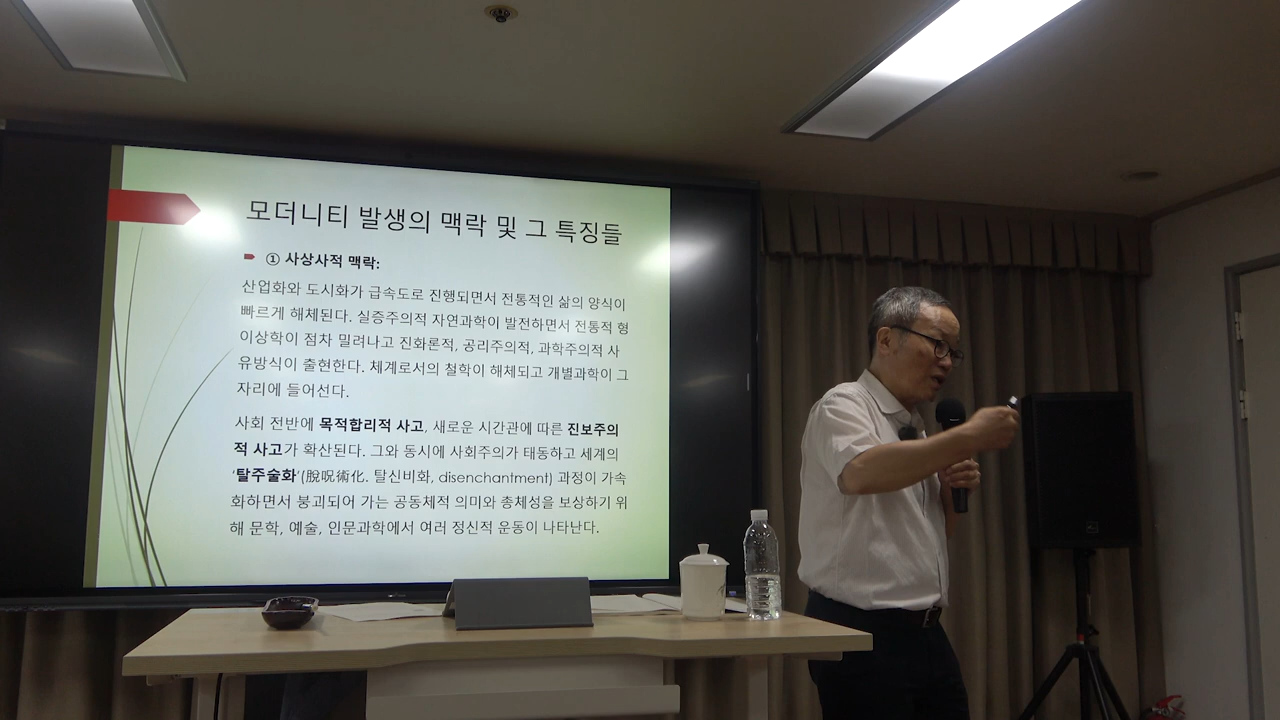 모더니티 발생의 맥락 및 그 특징들
① 사상사적 맥락:
산업화와 도시화가 급속도로 진행되면서 전통적인 삶의 양식이
빠르게 해체된다. 실증주의적 자연과학이 발전하면서 전통적 형
이상학이 점차 밀려나고 진화론적, 공리주의적, 과학주의적 사
유방식이 출현한다. 체계로서의 철학이 해체되고 개별과학이 그
자리에 들어선다.
사회 전반에 목적합리적 사고, 새로운 시간관에 따른 진보주의
적 사고가 확산된다. 그와 동시에 사회주의가 태동하고 세계의
‘탈주술화’(脫呪術化. 탈신비화, disenchantment) 과정이 가속
화하면서 붕괴되어 가는 공동체적 의미와 총체성을 보상하기 위
해 문학, 예술, 인문과학에서 여러 정신적 운동이 나타난다.